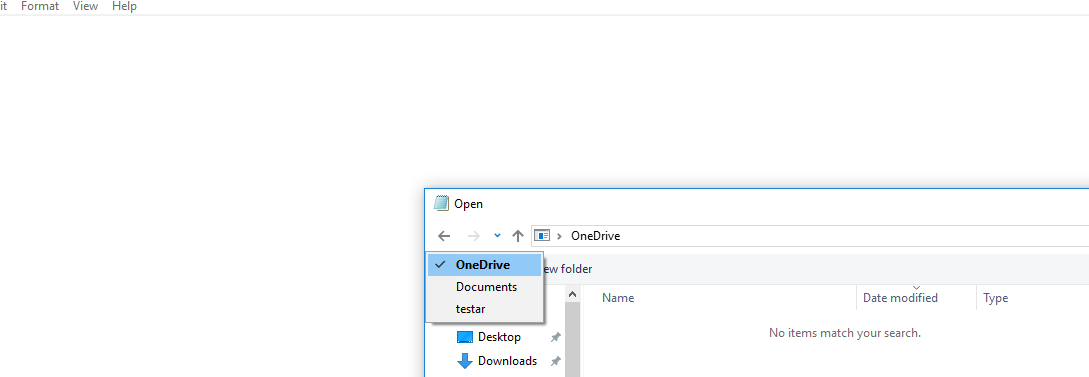 it Format View Help
Open
OneDrive
OneDrive
ew folder
Documents
testar
Name Date modified Type
No items match your search.
Desktop
Downloads